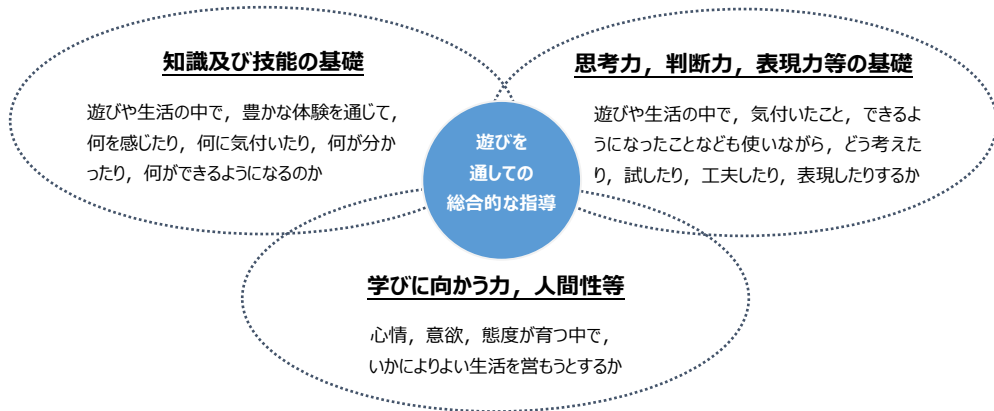 知識及び技能の基礎
遊びや生活の中で，豊かな体験を通じて，
何を感じたり，何に気付いたり，何が分か
ったり，何ができるようになるのか
思考力，判断力，表現力等の基礎
遊びや生活の中で，気付いたこと，できるよ
うになったことなども使いながら，どう考えた
り，試したり，工夫したり，表現したりするか
遊びを
通しての
総合的な指導
学びに向かう力，人間性等
心情，意欲，態度が育つ中で，
いかによりよい生活を営もうとするか